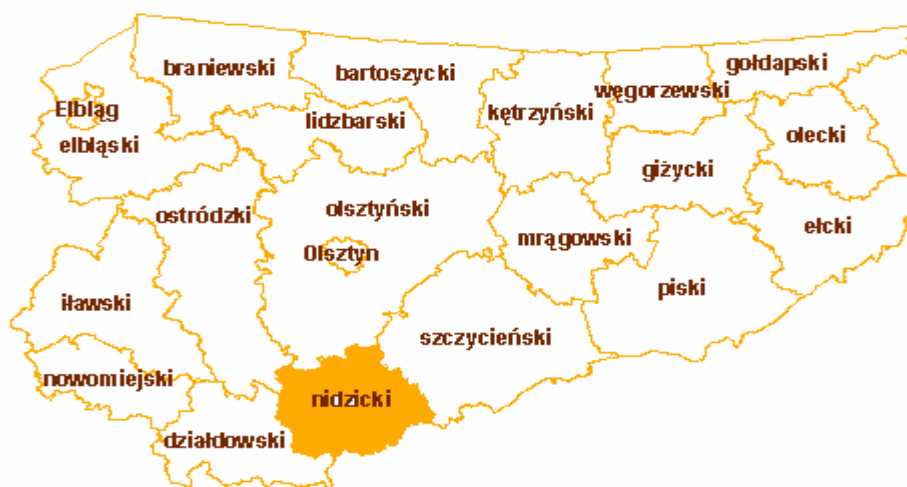 gołdapski
braniewski
bartoszycki
węgorzewski
kętrzyński
Elbląg
lidzbarski
elbląski
olecki
giżycki
ostródzki
olsztyński
ełcki
mrągowski
Olsztyn
piski
iławski
szczycieński
nowomiejski
nidzicki
działdowski